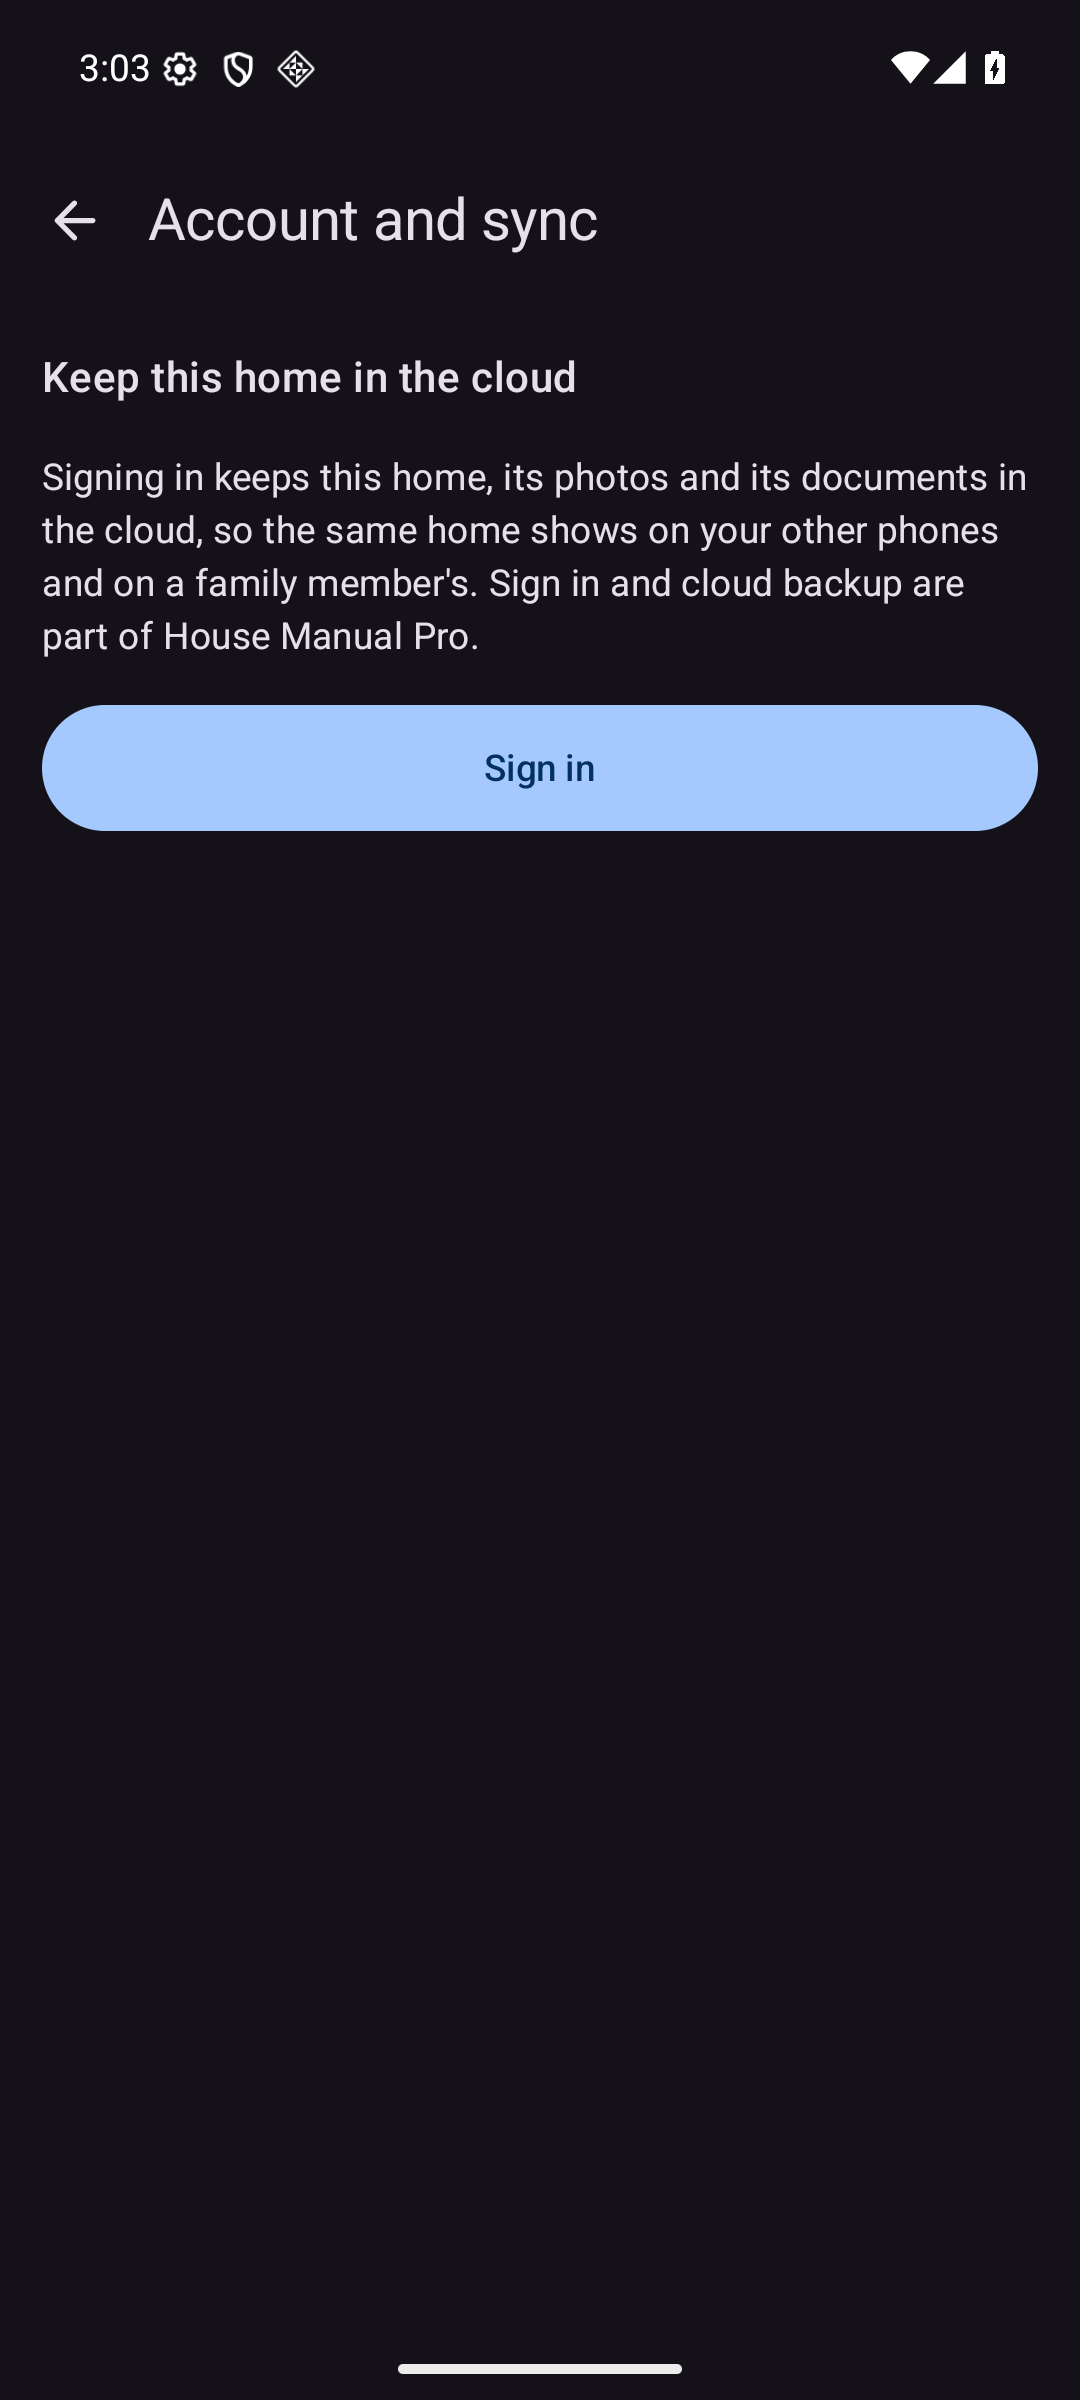 3:03
Account and sync
Keep this home in the cloud
Signing in keeps this home, its photos and its documents in
the cloud, so the same home shows on your other phones
and on a family member's. Sign in and cloud backup are
part of House Manual Pro.
Sign in